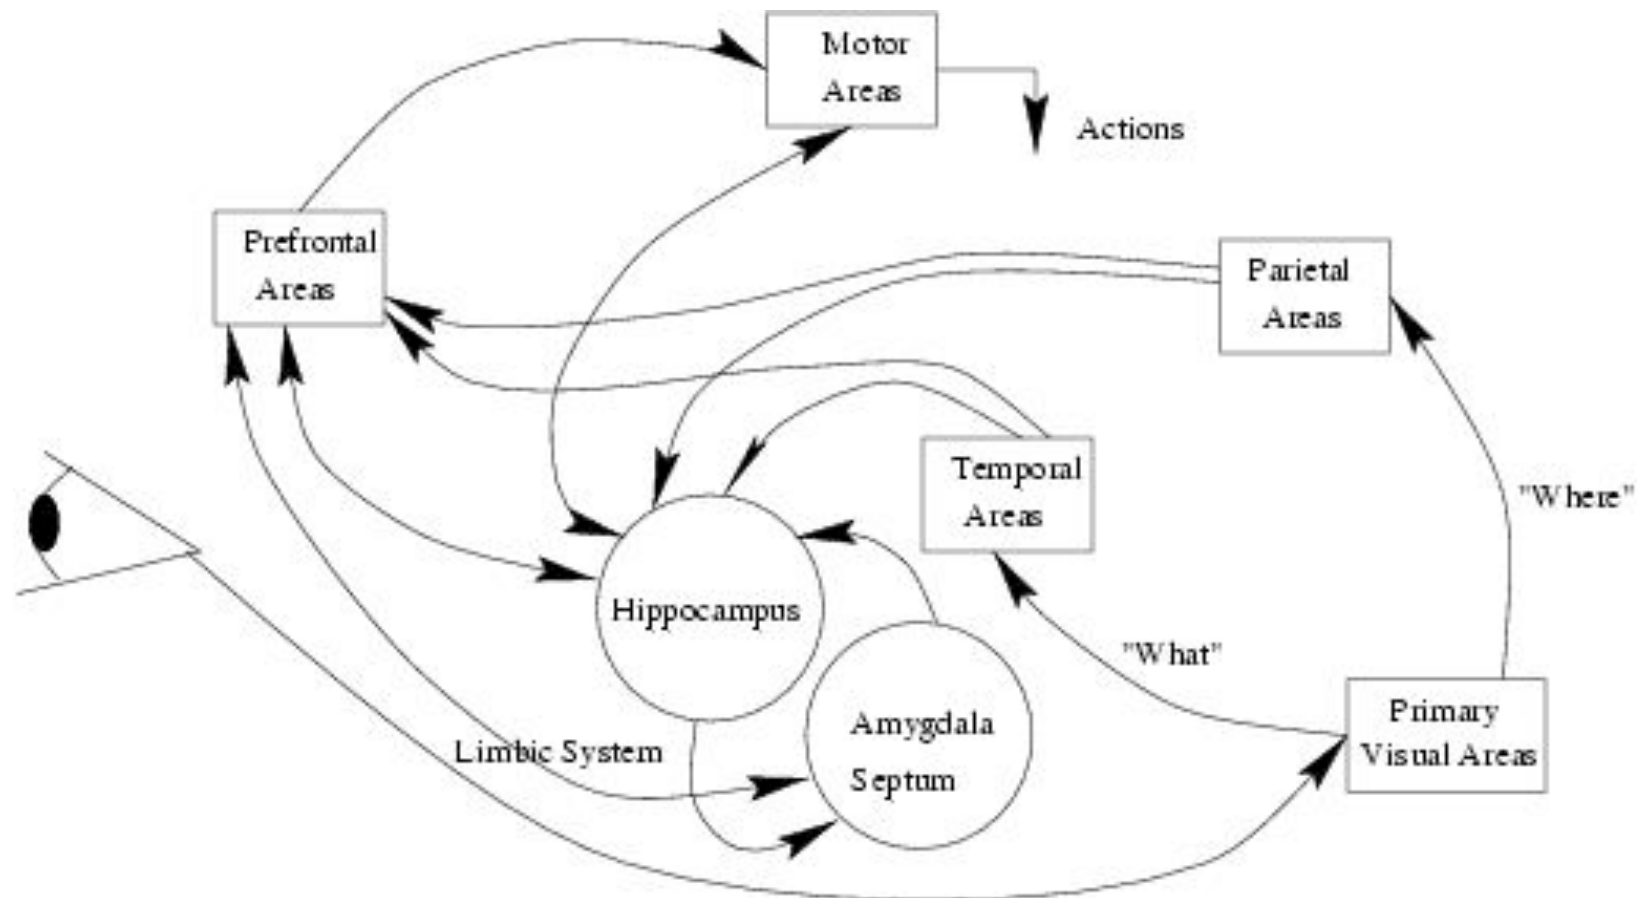 Motor
Areas
Actions
Prefrontal
Areas
Parietal
Areas
Temporal
Areas
"Where"
Hippocampus
"What"
Amygdala
Septum
Limbic System
Primary
Visual Areas